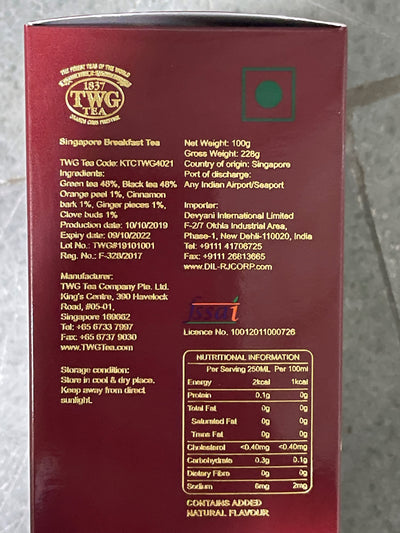 THE FINEST TEAS OF THE WORLD
1837
TWG
TEA
Singapore Breakfast Tea
TWG Tea Code: KTCTWG4021
Ingredients:
Green tea 48%, Black tea 48%
Orange peel 1%, Cinnamon
bark 1%, Ginger pieces 1%,
Clove buds 1%
Production date: 10/10/2019
Expiry date: 09/10/2022
Lot No.: TWG#19101001
Reg. No.: F-328/2017
Manufacturer:
TWG Tea Company Pte. Ltd.
King's Centre, 390 Havelock
Road, #05-01,
Singapore 169662
Tel: +65 6733 7997
Fax: +65 6737 9030
www.TWGTea.com
Storage condition:
Store in cool & dry place.
Keep away from direct
sunlight.
Net Weight: 100g
Gross Weight: 228g
Country of origin: Singapore
Port of discharge:
Any Indian Airport/Seaport
Importer:
Devyani International Limited
F-2/7 Okhla Industrial Area,
Phase-1, New Delhi-110020, India
Tel: +9111 41706725
Fax: +9111 26813665
www.DIL-RJCORP.com
fssai
Licence No. 10012011000726
NUTRITIONAL INFORMATION
Per Serving 250ML Per 100ml
Energy 2kcal 1kcal
Protein 0.1g 0g
Total Fat 0g 0g
Saturated Fat 0g 0g
Trans Fat 0g 0g
Cholesterol <0.40mg <0.40mg
Carbohydrate 0.3g 0.1g
Dietary Fibre 0g 0g
Sodium 6mg 2mg
CONTAINS ADDED
NATURAL FLAVOUR